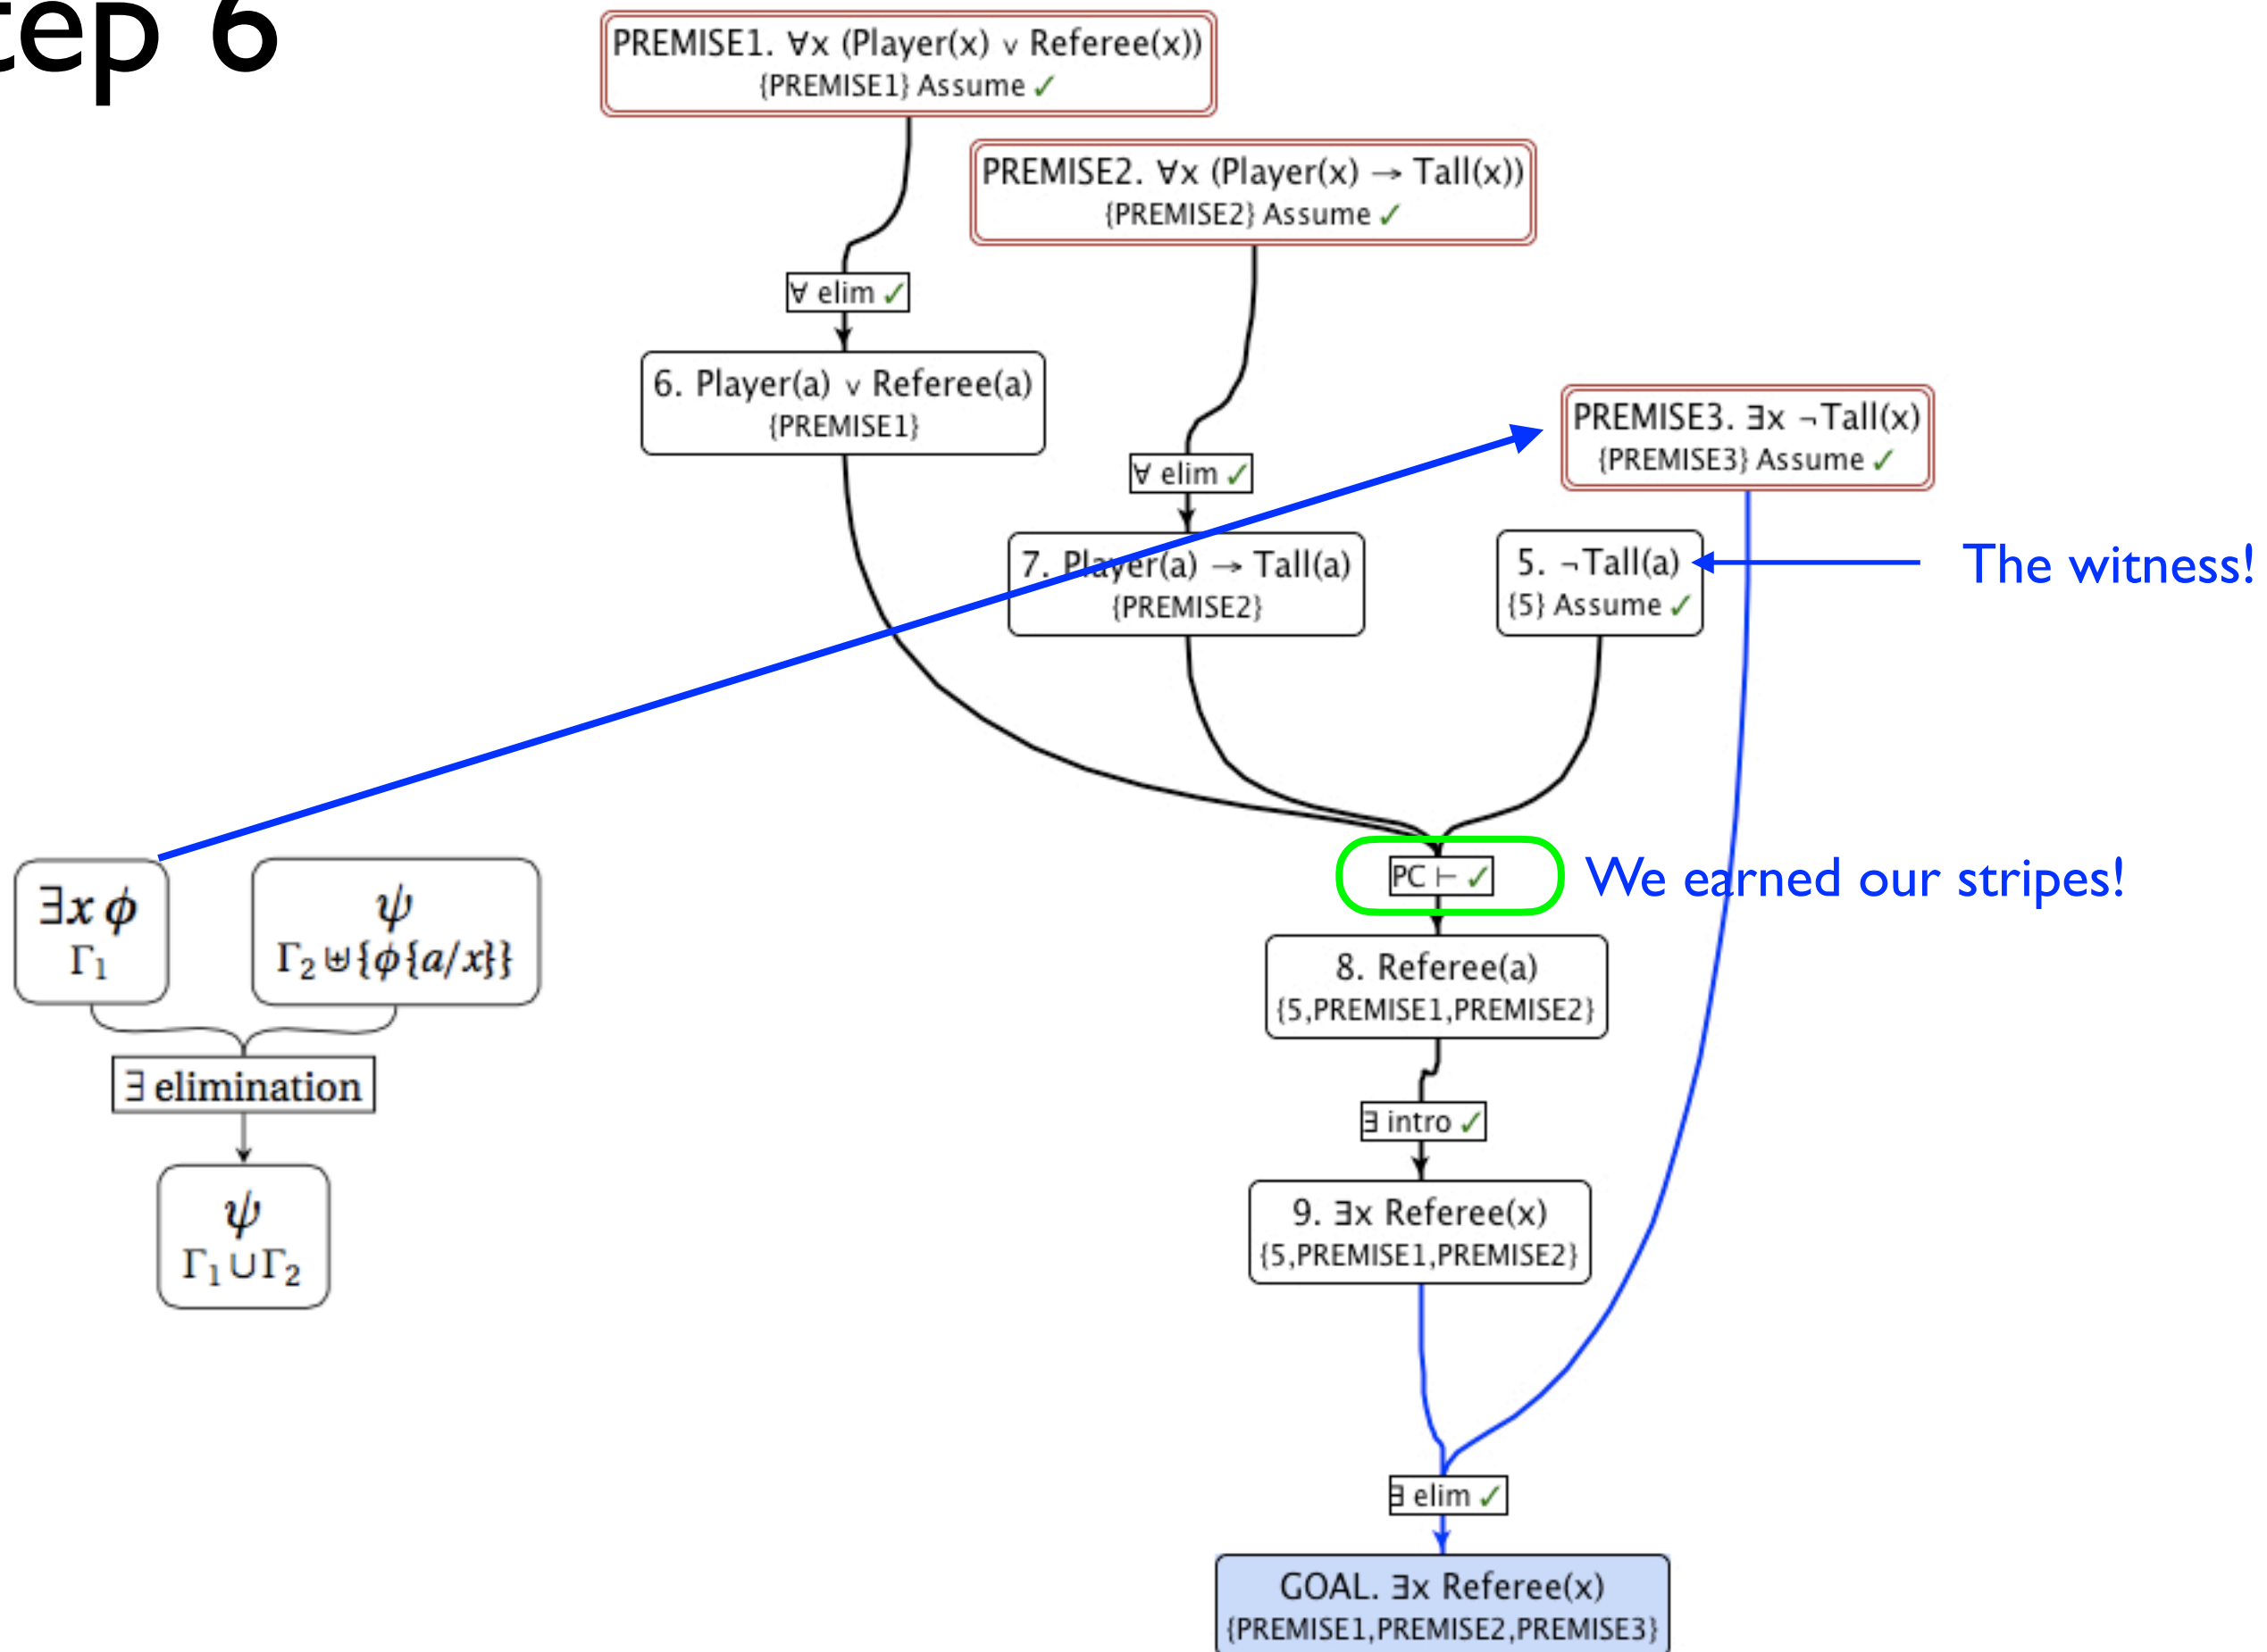 tep 6
PREMISE1. ∀x (Player(x) ∨ Referee(x))
{PREMISE1} Assume ✓
PREMISE2. ∀x (Player(x) → Tall(x))
{PREMISE2} Assume ✓
∀ elim ✓
6. Player(a) ∨ Referee(a)
{PREMISE1}
PREMISE3. ∃x ¬Tall(x)
{PREMISE3} Assume ✓
∀ elim ✓
7. Player(a) → Tall(a)
{PREMISE2}
5. ¬Tall(a)
{5} Assume ✓
The witness!
PC ⊢ ✓
We earned our stripes!
∃x ϕ
Γ1
ψ
Γ2 ⊎ {ϕ{a/x}}
∃ elimination
ψ
Γ1 ∪ Γ2
8. Referee(a)
{5,PREMISE1,PREMISE2}
∃ intro ✓
9. ∃x Referee(x)
{5,PREMISE1,PREMISE2}
∃ elim ✓
GOAL. ∃x Referee(x)
{PREMISE1,PREMISE2,PREMISE3}